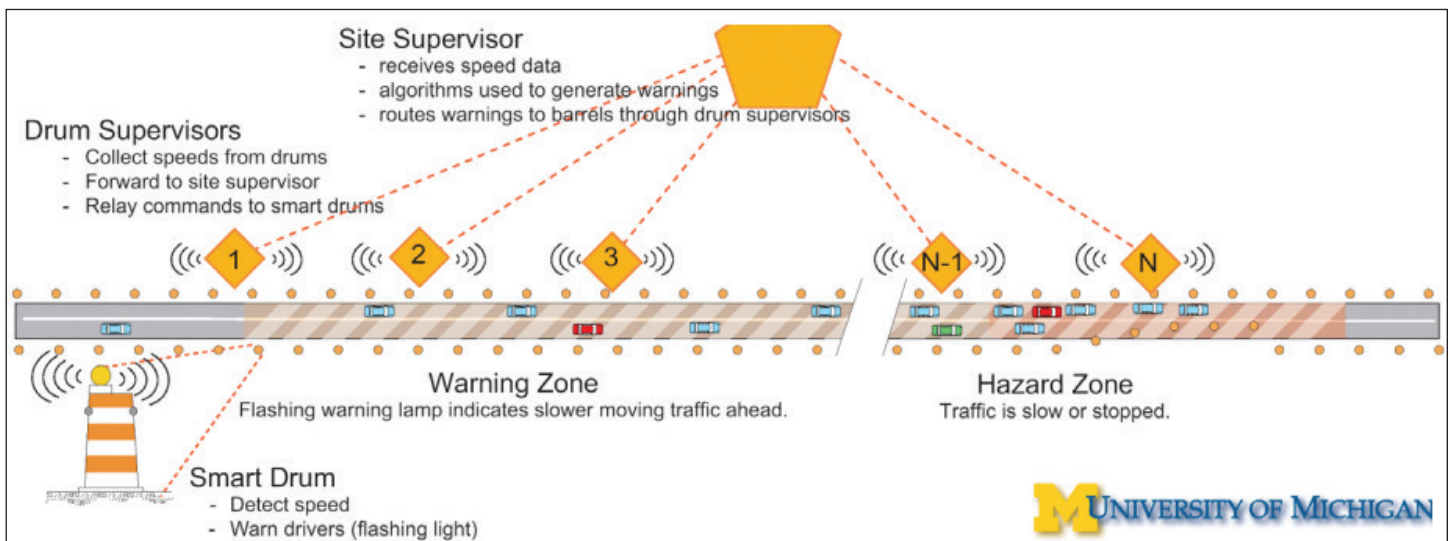 Site Supervisor
- receives speed data
- algorithms used to generate warnings
- routes warnings to barrels through drum supervisors
Drum Supervisors
- Collect speeds from drums
- Forward to site supervisor
- Relay commands to smart drums
1
2
3
N-1
N
Warning Zone
Flashing warning lamp indicates slower moving traffic ahead.
Hazard Zone
Traffic is slow or stopped.
Smart Drum
- Detect speed
- Warn drivers (flashing light)
M UNIVERSITY OF MICHIGAN